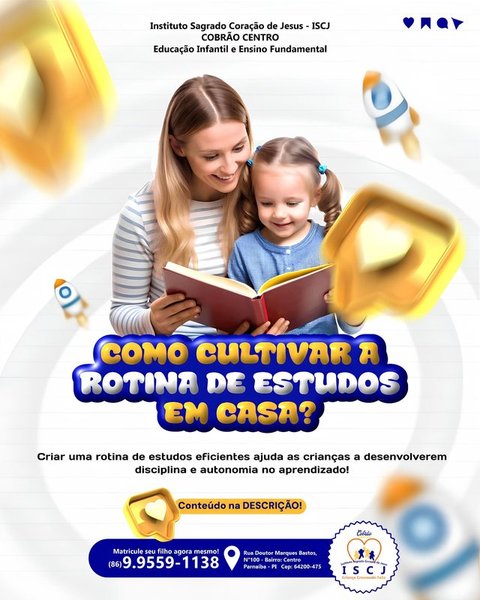 Instituto Sagrado Coração de Jesus - ISCJ
COBRÃO CENTRO
Educação Infantil e Ensino Fundamental
COMO CULTIVAR A
ROTINA DE ESTUDOS
EM CASA?
Criar uma rotina de estudos eficientes ajuda as crianças a desenvolverem
disciplina e autonomia no aprendizado!
Conteúdo na DESCRIÇÃO!
Matricule seu filho agora mesmo!
(86)9.9559-1138
Rua Doutor Marques Bastos,
N°100 - Bairro: Centro
Parnaíba - PI Cep: 64200-475
Cobrão
ISCJ